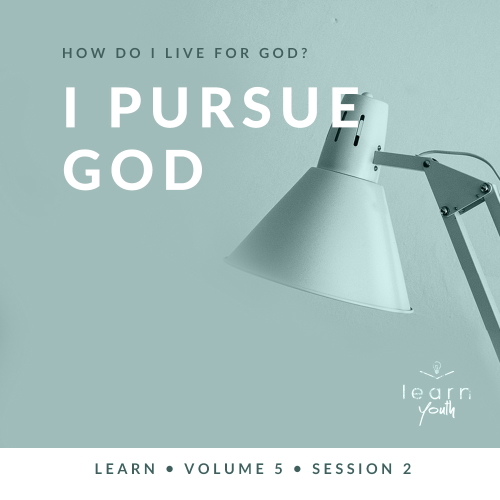 HOW DO I LIVE FOR GOD?
I PURSUE
GOD
learn
youth
LEARN • VOLUME 5 • SESSION 2